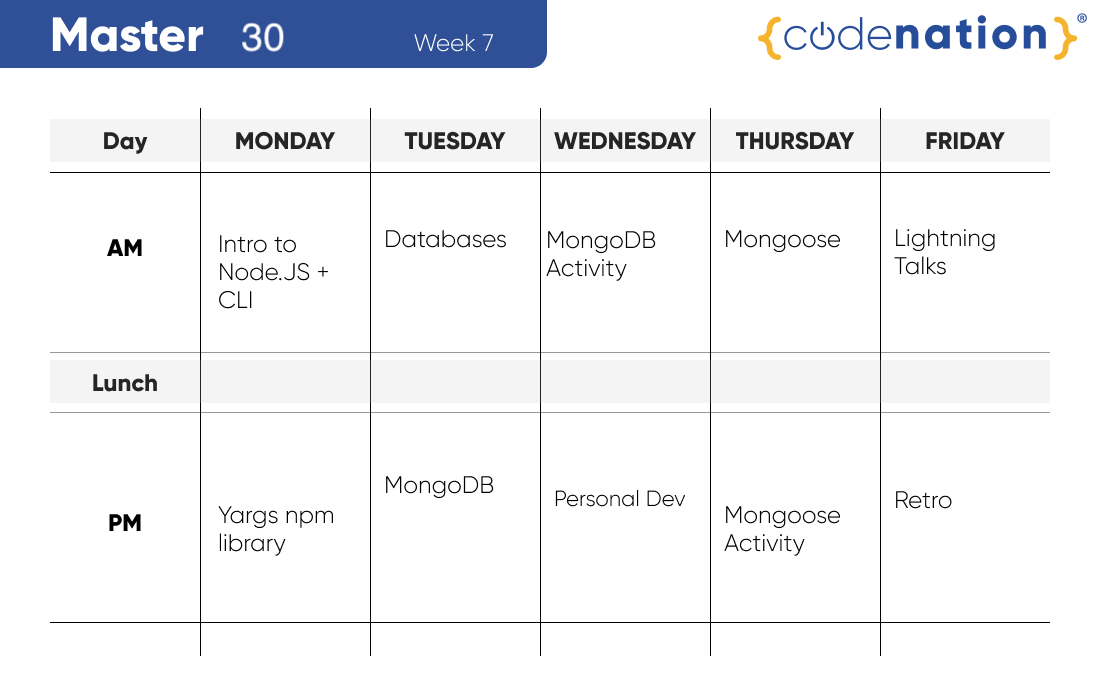 Master 30 Week 7
{codenation}®
Day MONDAY TUESDAY WEDNESDAY THURSDAY FRIDAY
AM
Intro to
Node.JS +
CLI
Databases
MongoDB
Activity
Mongoose
Lightning
Talks
Lunch
PM
Yargs npm
library
MongoDB
Personal Dev
Mongoose
Activity
Retro